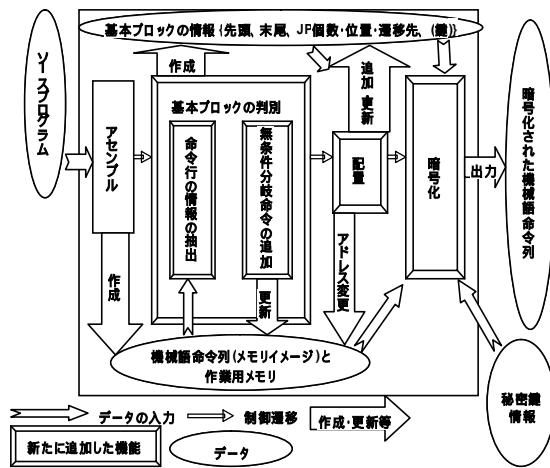 基本ブロックの情報{先頭、末尾、JP個数・位置・遷移先、(鍵)}
ソースプログラム
作成
追加
更新
アセンブル
基本ブロックの判別
命令行の情報の抽出
無条件分岐命令の追加
配置
暗号化
出力
暗号化された機械語命令列
作成
更新
アドレス変更
機械語命令列(メモリイメージ)と
作業用メモリ
秘密鍵
情報
データの入力
制御遷移
作成・更新等
新たに追加した機能
データ